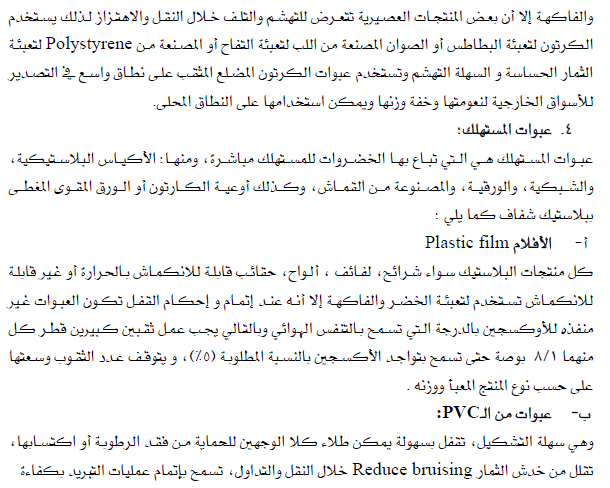 والفاكهة إلا أن بعض المنتجات العصيرية تتعرض للتهشم والتلف خلال النقل والاهتزاز لذلك يستخدم
الكرتون لتعبئة البطاطس أو الصوان المصنعة من اللب لتعبئة التفاح أو المصنعة من Polystyrene لتعبئة
الثمار الحساسة و السهلة التهشم وتستخدم عبوات الكرتون المضلع المثقب على نطاق واسع في التصدير
للأسواق الخارجية لنعومتها وخفة وزنها ويمكن استخدامها على النطاق المحلى.
٤. عبوات المستهلك:
عبوات المستهلك هي التي تباع بها الخضروات للمستهلك مباشرة، ومنها: الأكياس البلاستيكية،
والشبكية، والورقية، والمصنوعة من القماش، وكذلك أوعية الكارتون أو الورق المقوى المغطى
ببلاستيك شفاف كما يلي :
أ- الأفلام Plastic film
كل منتجات البلاستيك سواء شرائح، لفائف ، ألواح، حقائب قابلة للانكماش بالحرارة أو غير قابلة
للانكماش تستخدم لتعبئة الخضر والفاكهة إلا أنه عند إتمام و إحكام القفل تكون العبوات غير
منفذه للأوكسجين بالدرجة التي تسمح بالتنفس الهوائي وبالتالي يجب عمل ثقبين كبيرين قطر كل
منهما ٨/١ بوصة حتى تسمح بتواجد الأكسجين بالنسبة المطلوبة (٥٪)، و يتوقف عدد الثقوب وسعتها
على حسب نوع المنتج المعبأ ووزنه .
ب- عبوات من الـPVC:
وهي سهلة التشكيل، تتقفل بسهولة يمكن طلاء كلا الوجهين للحماية من فقد الرطوبة أو اكتسابها،
تقلل من خدش الثمار Reduce bruising خلال النقل والتداول، تسمح بإتمام عمليات التبريد بكفاءة